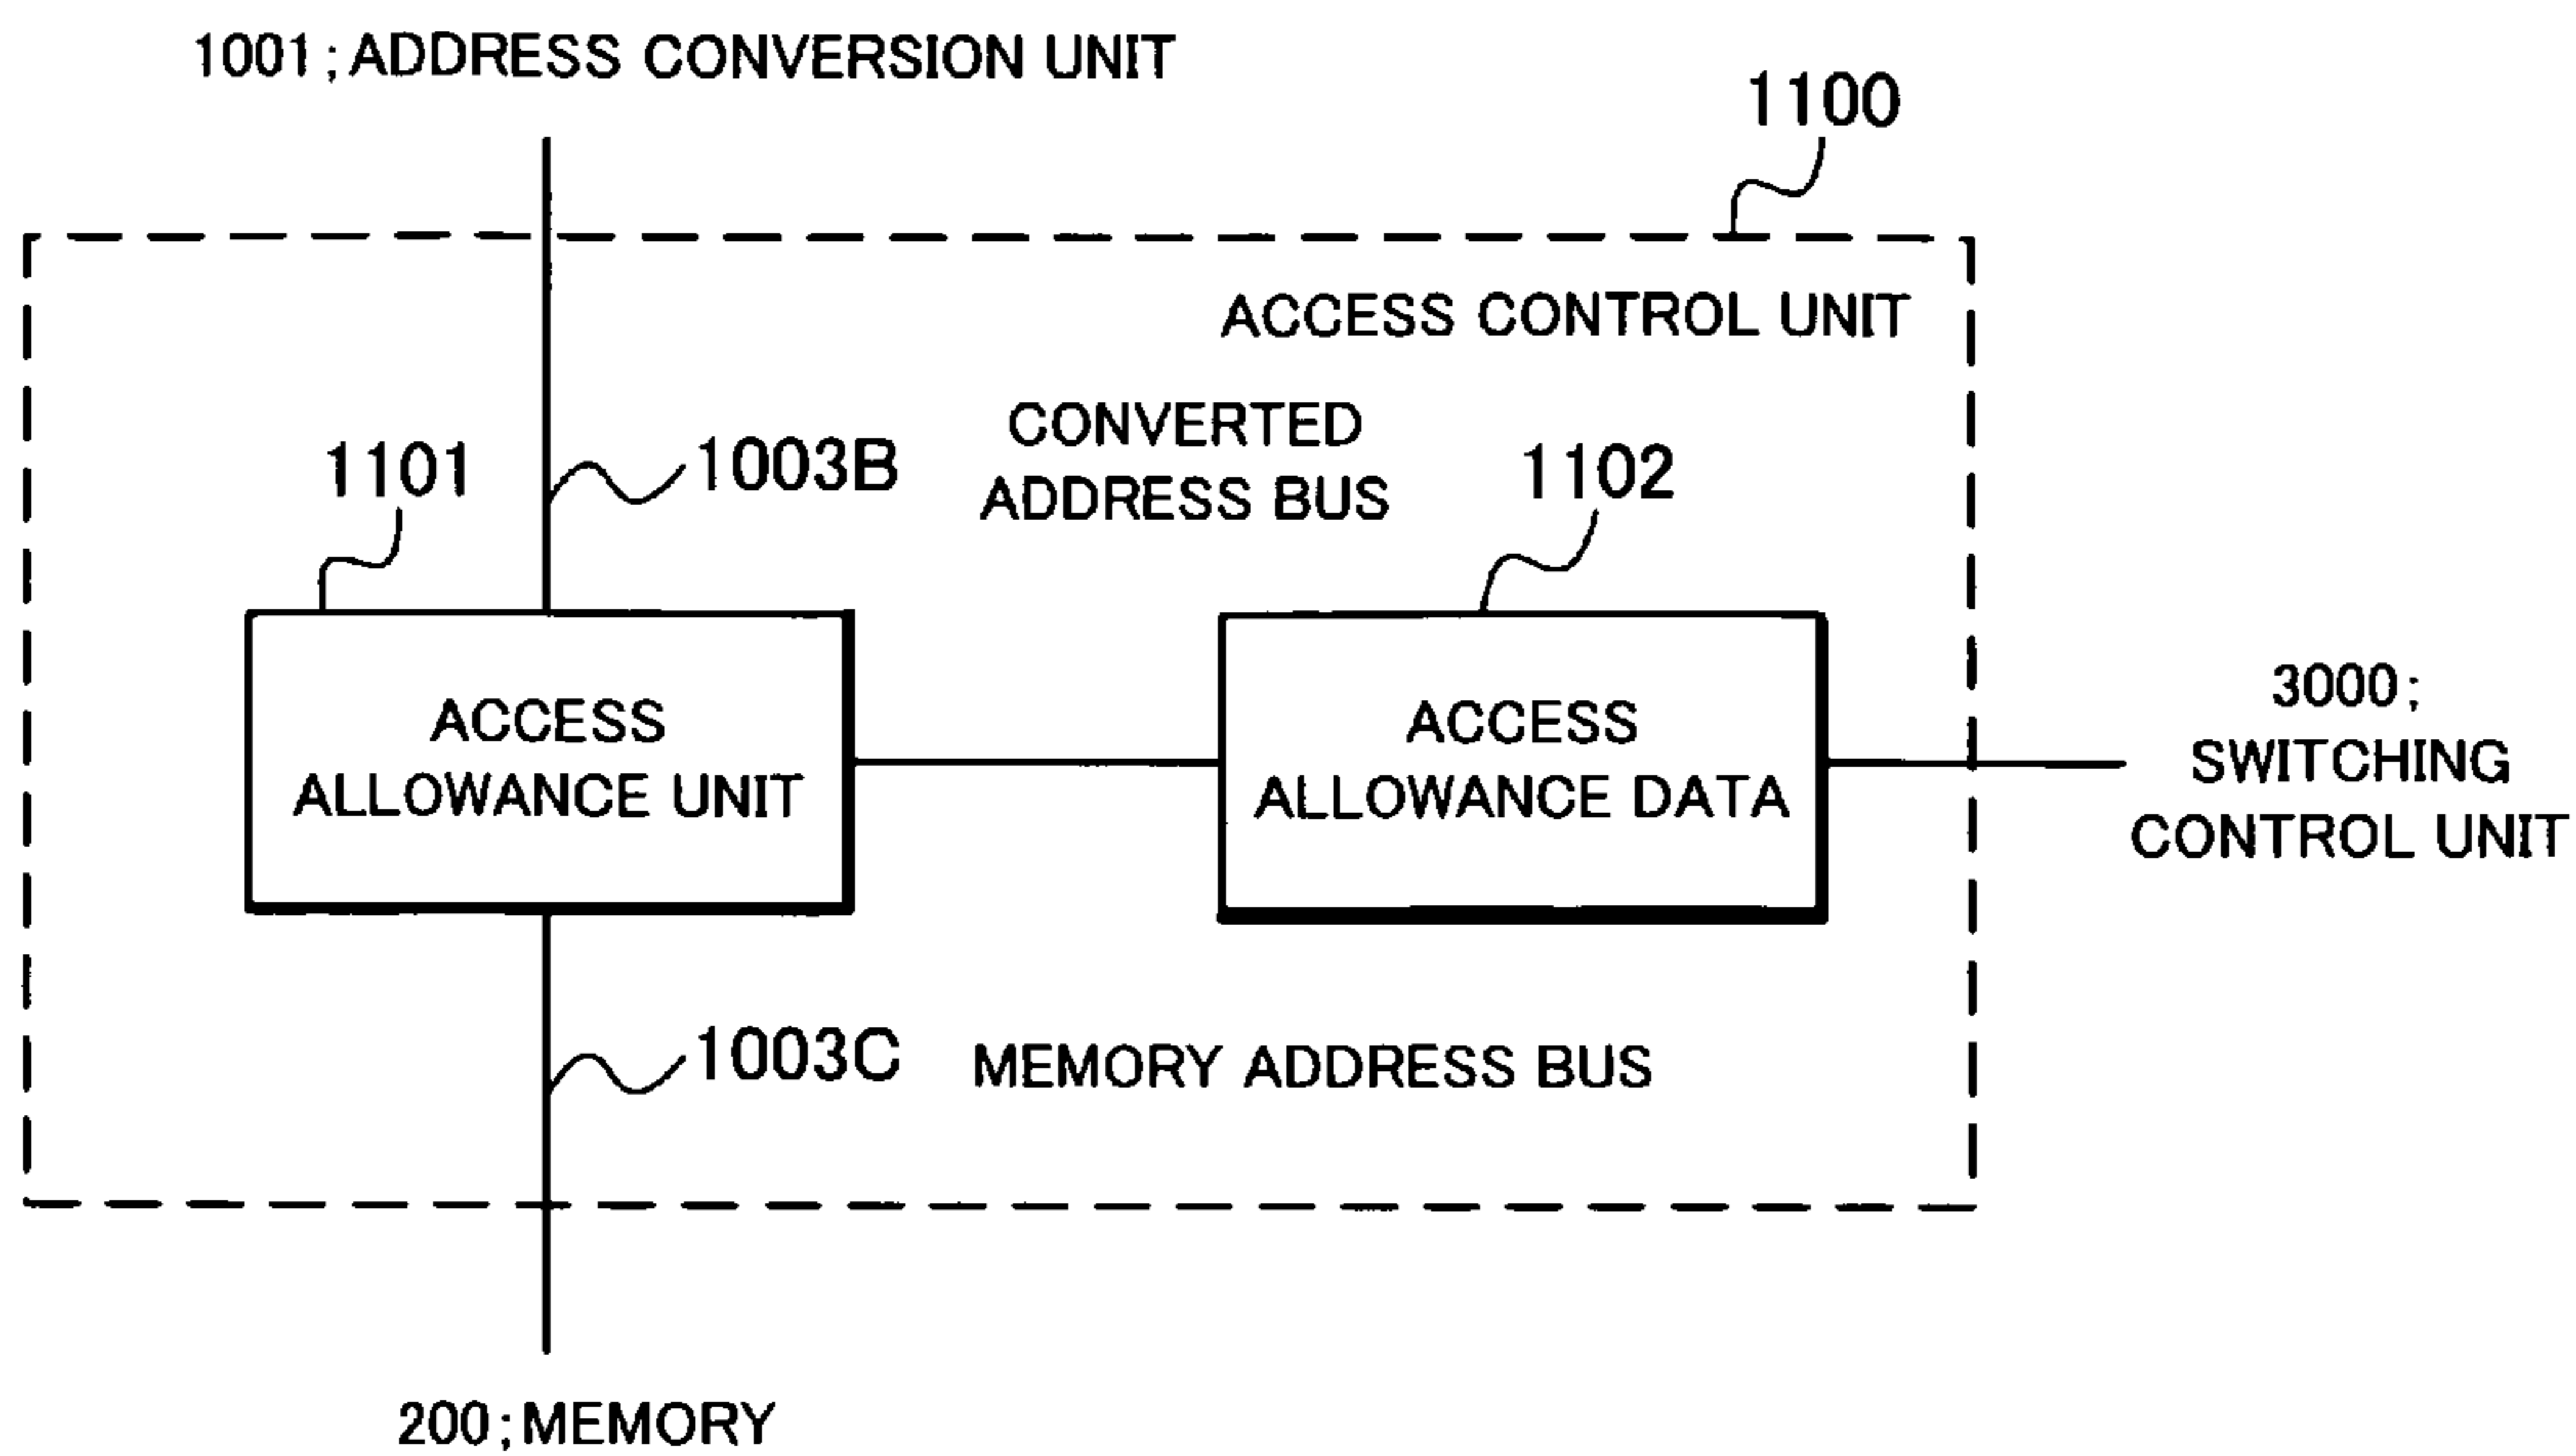 1001;ADDRESS CONVERSION UNIT
1100
ACCESS CONTROL UNIT
CONVERTED
ADDRESS BUS
1101
1003B
1102
ACCESS
ALLOWANCE UNIT
ACCESS
ALLOWANCE DATA
3000;
SWITCHING
CONTROL UNIT
1003C
MEMORY ADDRESS BUS
200;MEMORY